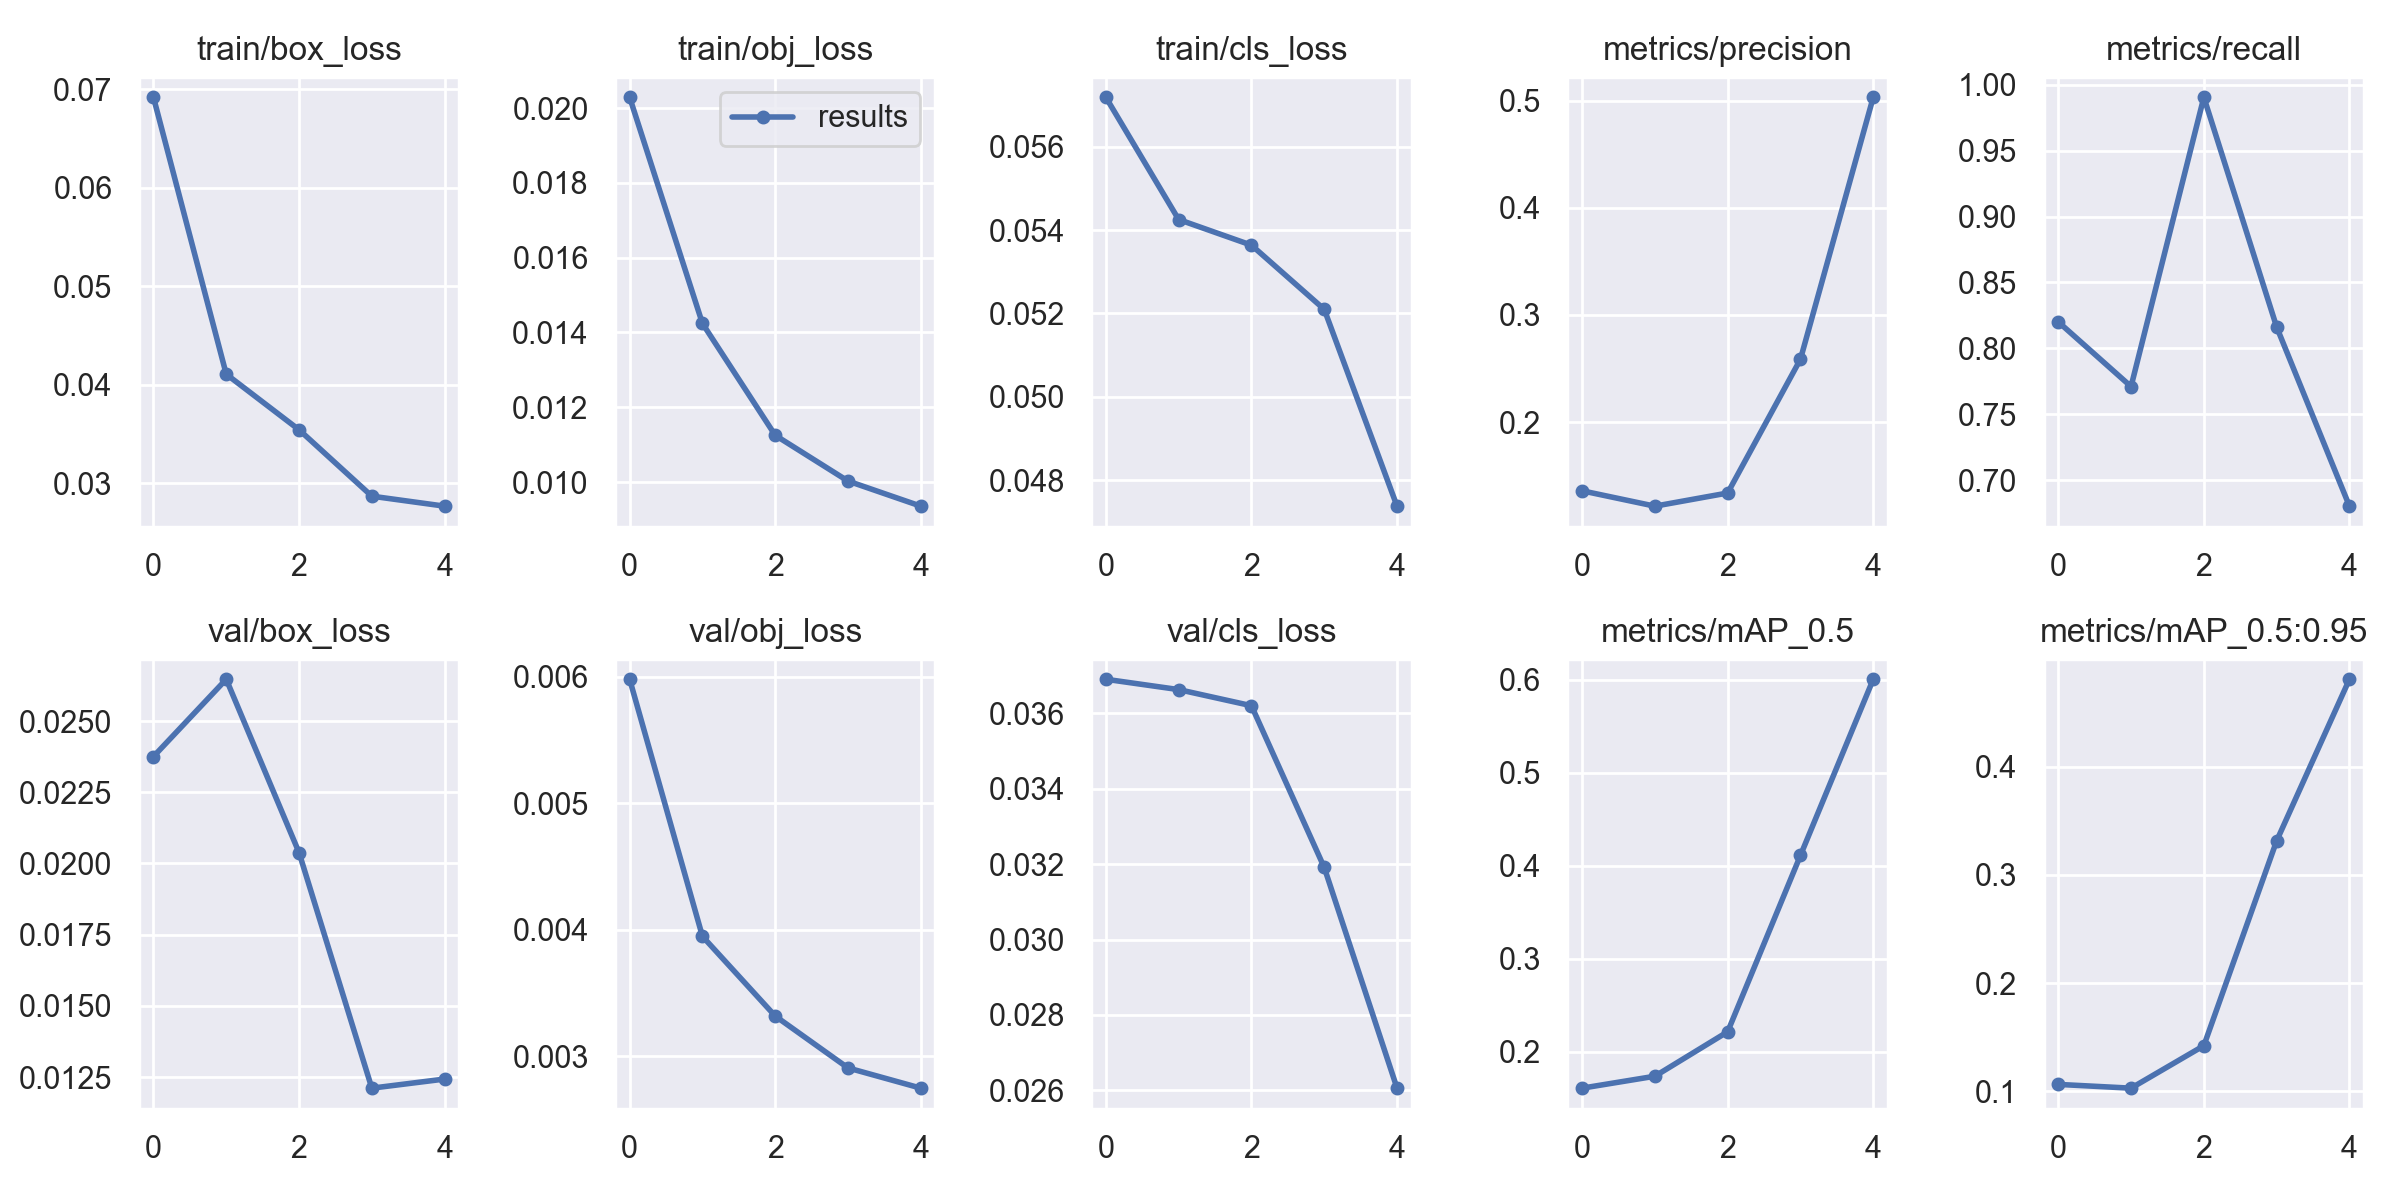 train/box_loss
0.07
0.06
0.05
0.04
0.03
0 2 4
train/obj_loss
results
0.020
0.018
0.016
0.014
0.012
0.010
0 2 4
train/cls_loss
0.056
0.054
0.052
0.050
0.048
0 2 4
metrics/precision
0.5
0.4
0.3
0.2
0 2 4
metrics/recall
1.00
0.95
0.90
0.85
0.80
0.75
0.70
0 2 4
val/box_loss
0.0250
0.0225
0.0200
0.0175
0.0150
0.0125
0 2 4
val/obj_loss
0.006
0.005
0.004
0.003
0 2 4
val/cls_loss
0.036
0.034
0.032
0.030
0.028
0.026
0 2 4
metrics/mAP_0.5
0.6
0.5
0.4
0.3
0.2
0 2 4
metrics/mAP_0.5:0.95
0.4
0.3
0.2
0.1
0 2 4